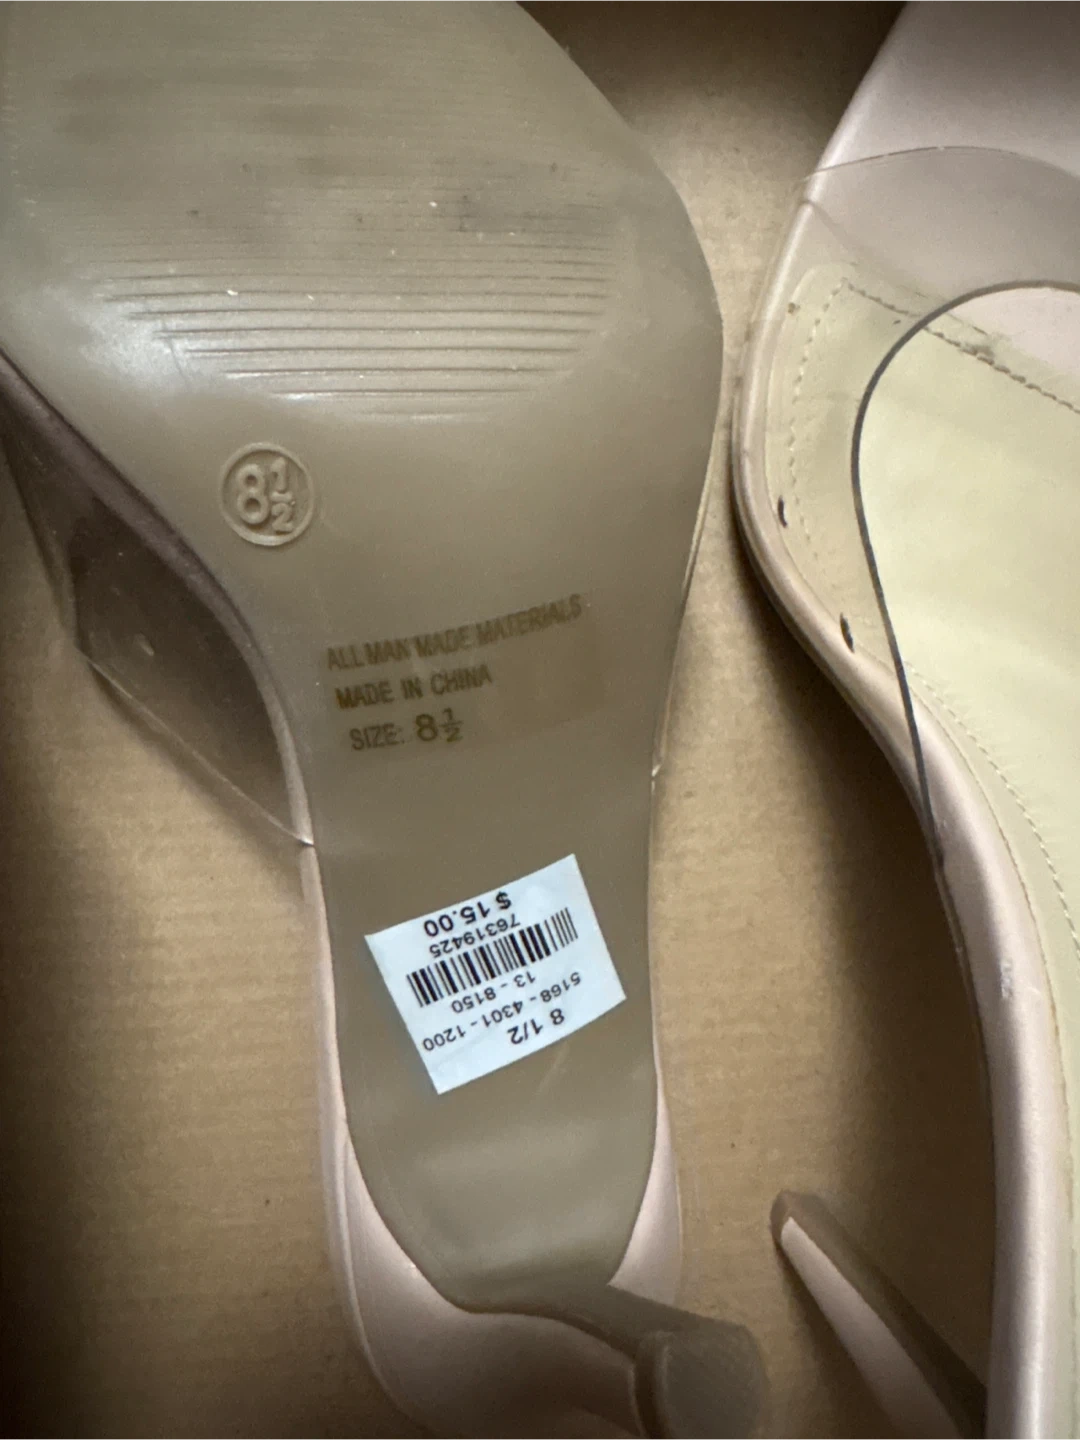 8½
ALL MAN MADE MATERIALS
MADE IN CHINA
SIZE: 8½
8 1/2
5168 - 4301 - 1200
13 - 8150
76319425
$ 15.00